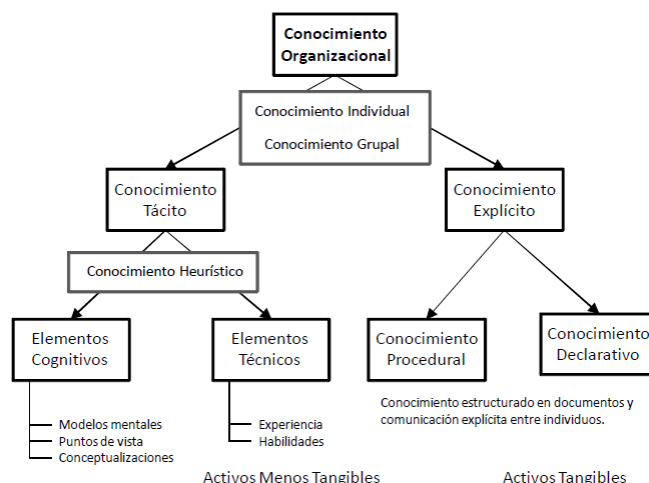 Conocimiento
Organizacional
Conocimiento Individual
Conocimiento Grupal
Conocimiento
Tácito
Conocimiento
Explícito
Conocimiento Heurístico
Elementos
Cognitivos
Elementos
Técnicos
Conocimiento
Procedural
Conocimiento
Declarativo
Modelos mentales
Puntos de vista
Conceptualizaciones
Experiencia
Habilidades
Conocimiento estructurado en documentos y
comunicación explícita entre individuos.
Activos Menos Tangibles
Activos Tangibles